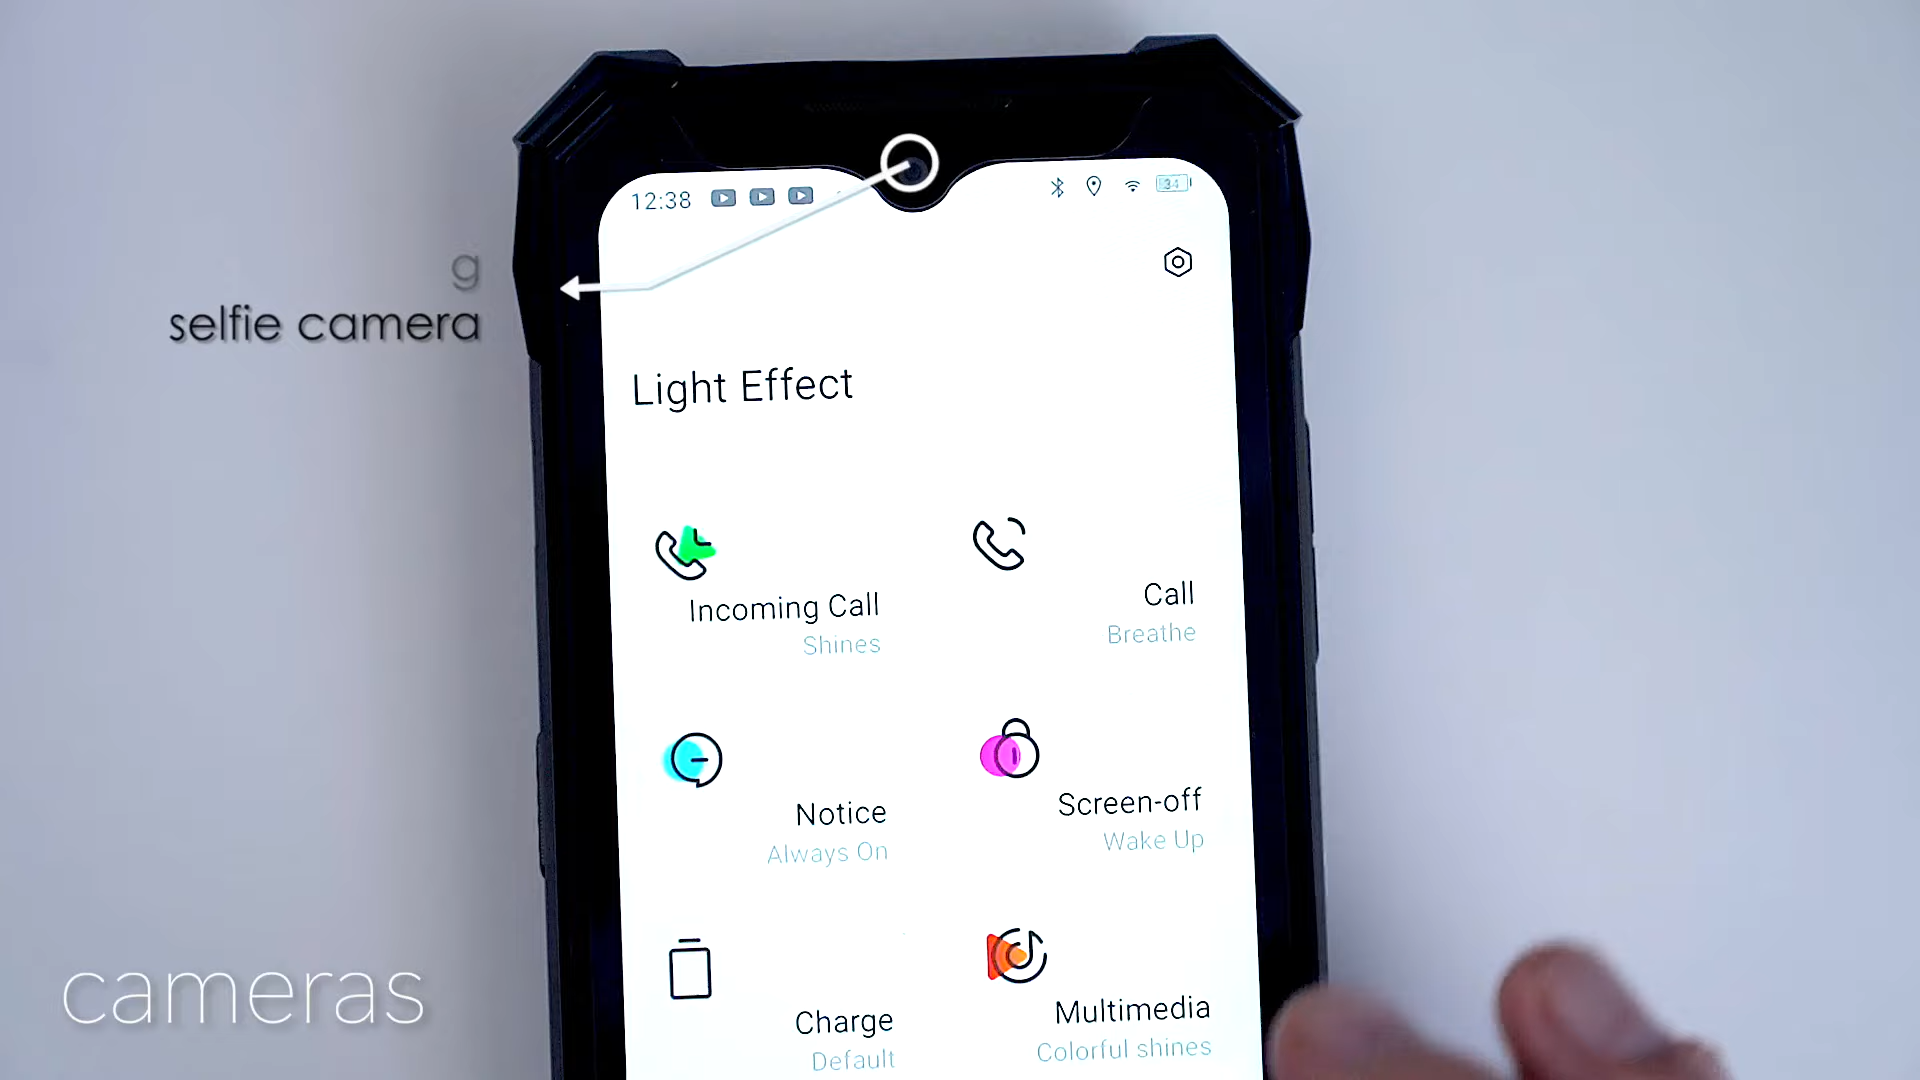 12:38
34
g
selfie camera
Light Effect
Incoming Call
Shines
Call
Breathe
Notice
Always On
Screen-off
Wake Up
Charge
Default
Multimedia
Colorful shines
cameras